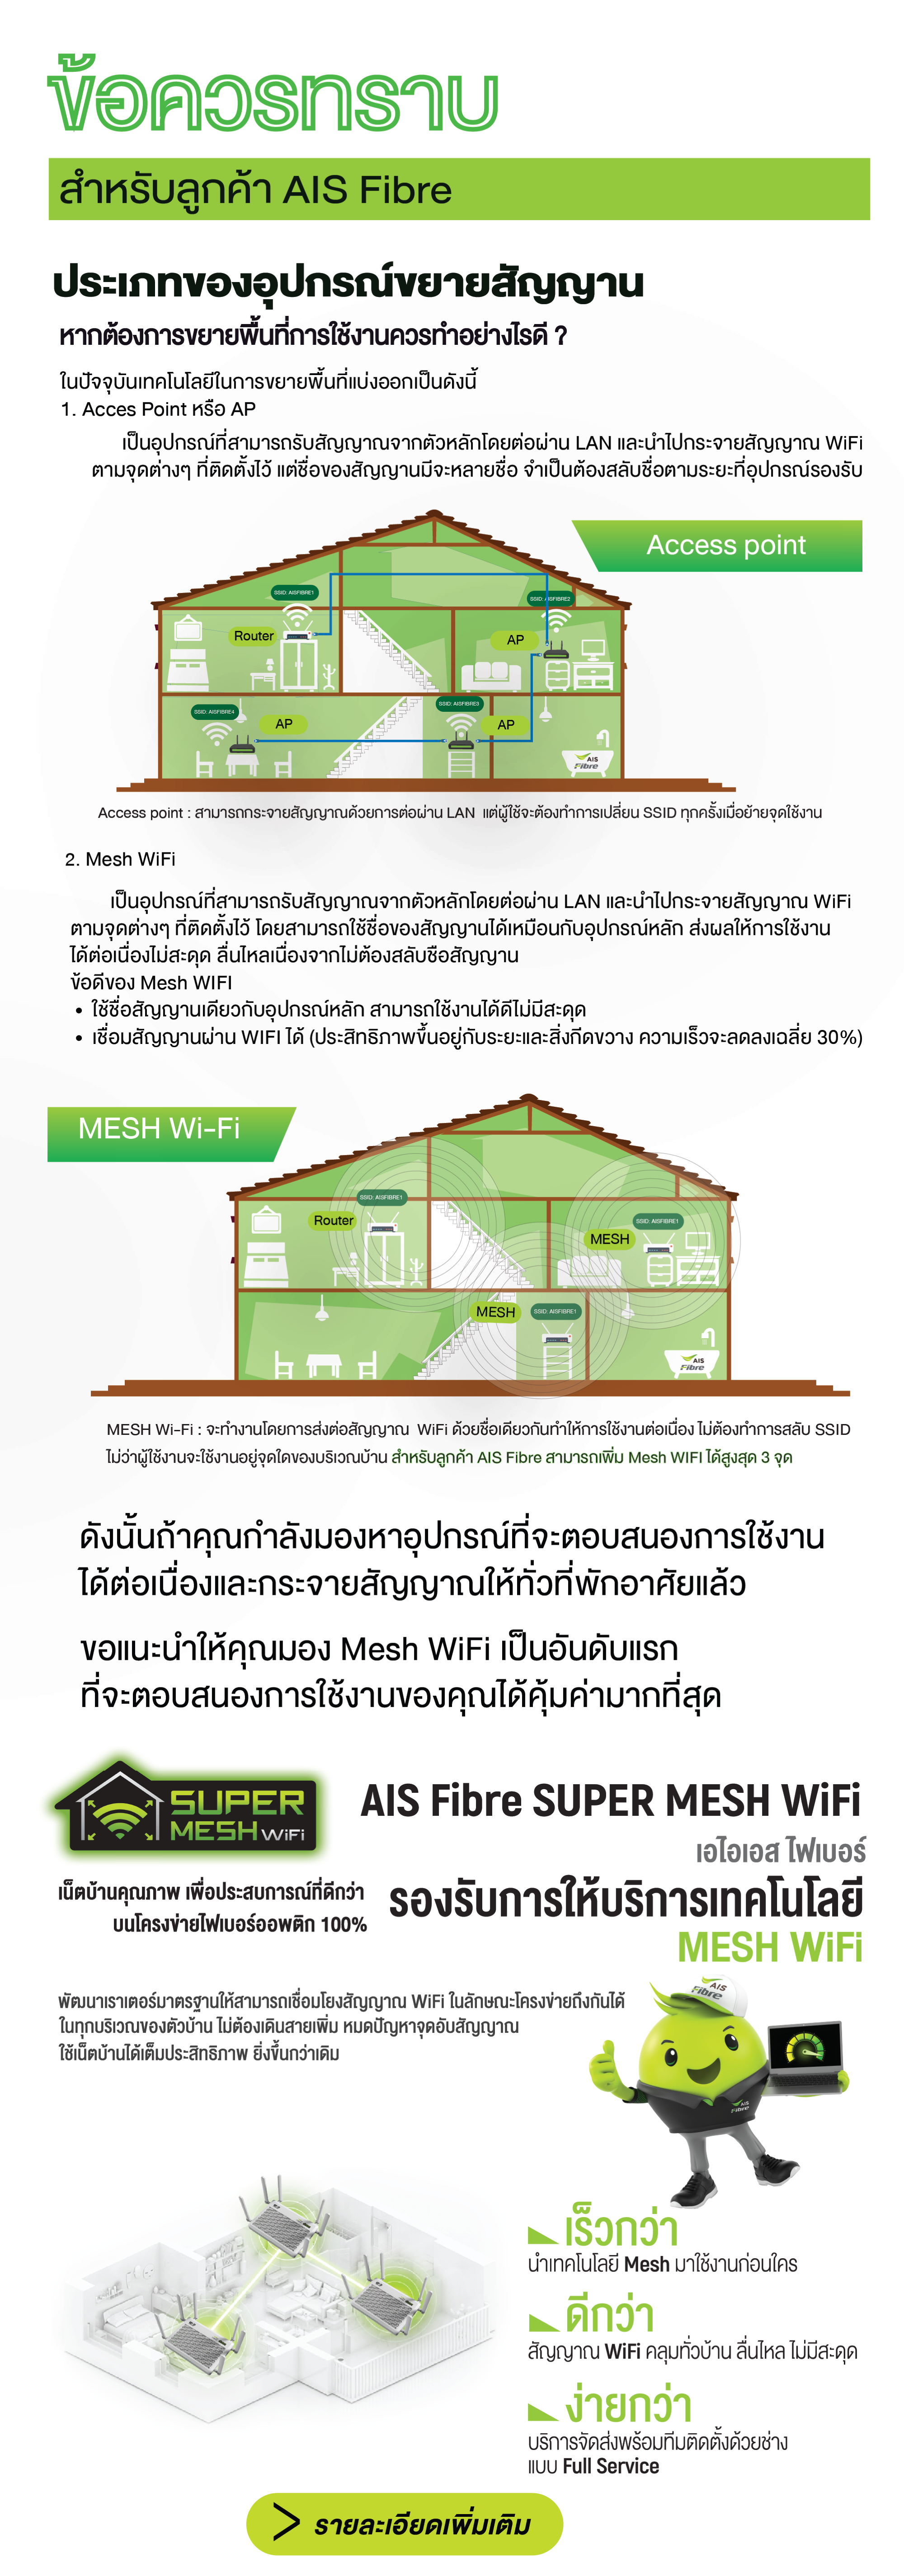 ข้อควรทราบ
สำหรับลูกค้า AIS Fibre
ประเภทของอุปกรณ์ขยายสัญญาน
หากต้องการขยายพื้นที่การใช้งานควรทำอย่างไรดี ?
ในปัจจุบันเทคโนโลยีในการขยายพื้นที่แบ่งออกเป็นดังนี้
1. Acces Point หรือ AP
เป็นอุปกรณ์ที่สามารถรับสัญญาณจากตัวหลักโดยต่อผ่าน LAN และนำไปกระจายสัญญาณ WiFi
ตามจุดต่างๆ ที่ติดตั้งไว้ แต่ชื่อของสัญญานมีจะหลายชื่อ จำเป็นต้องสลับชื่อตามระยะที่อุปกรณ์รองรับ
Access point
SSID: AISFIBRE1
SSID: AISFIBRE2
Router
AP
SSID: AISFIBRE4
SSID: AISFIBRE3
AP
AP
AIS
Fibre
Access point : สามารถกระจายสัญญาณด้วยการต่อผ่าน LAN แต่ผู้ใช้จะต้องทำการเปลี่ยน SSID ทุกครั้งเมื่อย้ายจุดใช้งาน
2. Mesh WiFi
เป็นอุปกรณ์ที่สามารถรับสัญญาณจากตัวหลักโดยต่อผ่าน LAN และนำไปกระจายสัญญาณ WiFi
ตามจุดต่างๆ ที่ติดตั้งไว้ โดยสามารถใช้ชื่อของสัญญานได้เหมือนกับอุปกรณ์หลัก ส่งผลให้การใช้งาน
ได้ต่อเนื่องไม่สะดุด ลื่นไหลเนื่องจากไม่ต้องสลับชือสัญญาน
ข้อดีของ Mesh WIFI
• ใช้ชื่อสัญญานเดียวกับอุปกรณ์หลัก สามารถใช้งานได้ดีไม่มีสะดุด
• เชื่อมสัญญานผ่าน WIFI ได้ (ประสิทธิภาพขึ้นอยู่กับระยะและสิ่งกีดขวาง ความเร็วจะลดลงเฉลี่ย 30%)
MESH Wi-Fi
SSID: AISFIBRE1
Router
SSID: AISFIBRE1
MESH
MESH
SSID: AISFIBRE1
AIS
Fibre
MESH Wi-Fi : จะทำงานโดยการส่งต่อสัญญาณ WiFi ด้วยชื่อเดียวกันทำให้การใช้งานต่อเนื่อง ไม่ต้องทำการสลับ SSID
ไม่ว่าผู้ใช้งานจะใช้งานอยู่จุดใดของบริเวณบ้าน สำหรับลูกค้า AIS Fibre สามารถเพิ่ม Mesh WIFI ได้สูงสุด 3 จุด
ดังนั้นถ้าคุณกำลังมองหาอุปกรณ์ที่จะตอบสนองการใช้งาน
ได้ต่อเนื่องและกระจายสัญญาณให้ทั่วที่พักอาศัยแล้ว
ขอแนะนำให้คุณมอง Mesh WiFi เป็นอันดับแรก
ที่จะตอบสนองการใช้งานของคุณได้คุ้มค่ามากที่สุด
SUPER
MESH WiFi
AIS Fibre SUPER MESH WiFi
เอไอเอส ไฟเบอร์
เน็ตบ้านคุณภาพ เพื่อประสบการณ์ที่ดีกว่า
บนโครงข่ายไฟเบอร์ออพติก 100%
รองรับการให้บริการเทคโนโลยี
MESH WiFi
พัฒนาเราเตอร์มาตรฐานให้สามารถเชื่อมโยงสัญญาณ WiFi ในลักษณะโครงข่ายถึงกันได้
ในทุกบริเวณของตัวบ้าน ไม่ต้องเดินสายเพิ่ม หมดปัญหาจุดอับสัญญาณ
ใช้เน็ตบ้านได้เต็มประสิทธิภาพ ยิ่งขึ้นกว่าเดิม
AIS
Fibre
AIS
Fibre
เร็วกว่า
นำเทคโนโลยี Mesh มาใช้งานก่อนใคร
ดีกว่า
สัญญาณ WiFi คลุมทั่วบ้าน ลื่นไหล ไม่มีสะดุด
ง่ายกว่า
บริการจัดส่งพร้อมทีมติดตั้งด้วยช่าง
แบบ Full Service
> รายละเอียดเพิ่มเติม